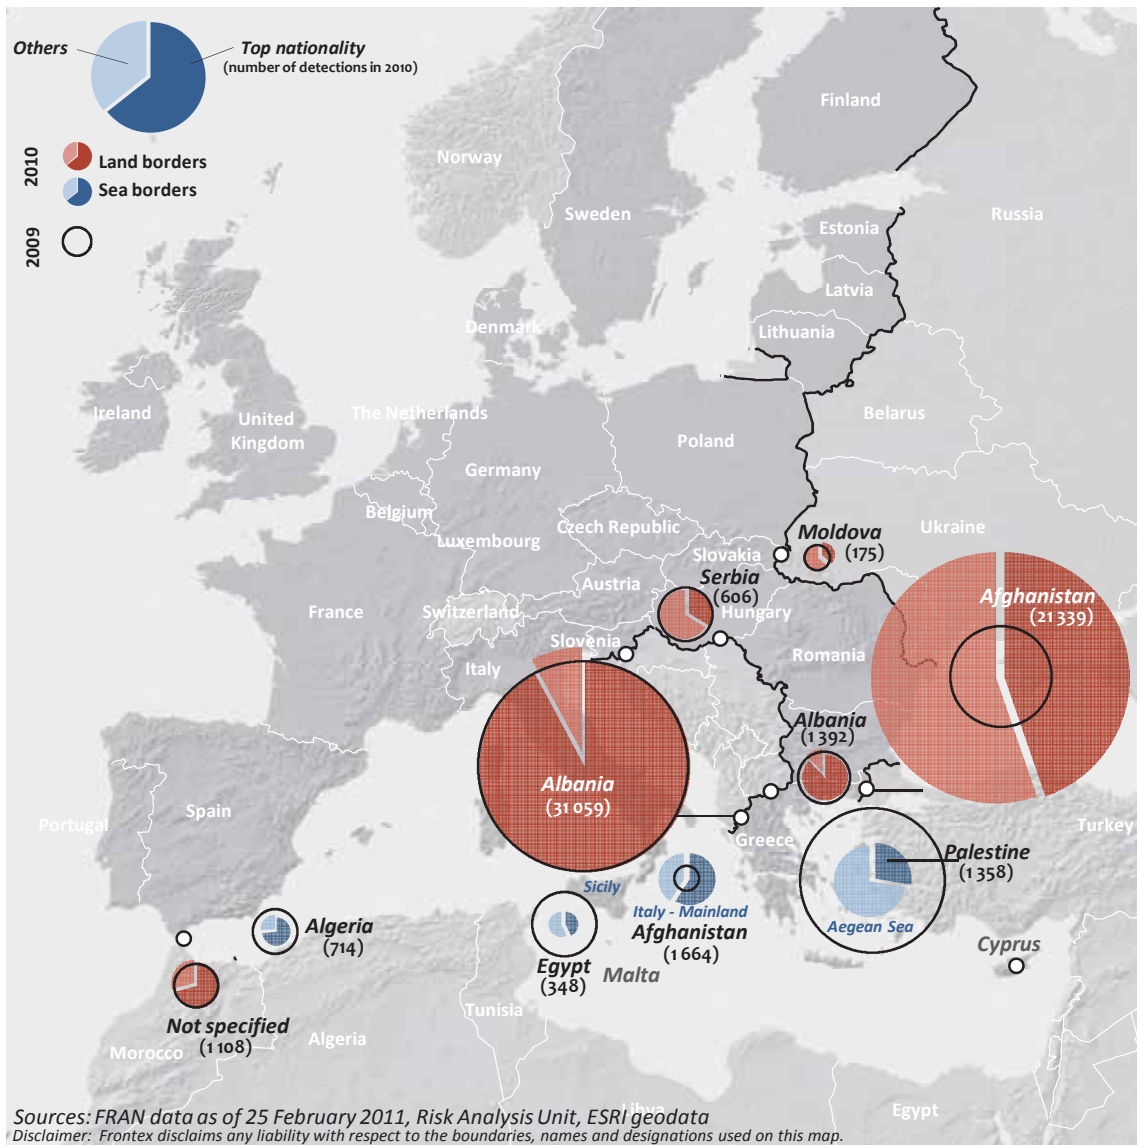 Others
Top nationality
(number of detections in 2010)
2010
Land borders
Sea borders
2009
Finland
Norway
Sweden
Russia
Estonia
Latvia
Denmark
Lithuania
Ireland
United
Kingdom
The Netherlands
Belarus
Poland
Germany
Belgium
Czech Republic
Ukraine
Luxembourg
Slovakia
Moldova
(175)
Austria
Serbia
(606)
France
Switzerland
Hungary
Afghanistan
(21 339)
Slovenia
Italy
Romania
Albania
(1 392)
Albania
(31 059)
Spain
Portugal
Greece
Turkey
Palestine
(1 358)
Sicily
Italy - Mainland
Afghanistan
(1 664)
Aegean Sea
Algeria
(714)
Egypt
(348)
Malta
Cyprus
Tunisia
Not specified
(1 108)
Morocco
Algeria
Libya
Egypt
Sources: FRAN data as of 25 February 2011, Risk Analysis Unit, ESRI geodata
Disclaimer: Frontex disclaims any liability with respect to the boundaries, names and designations used on this map.